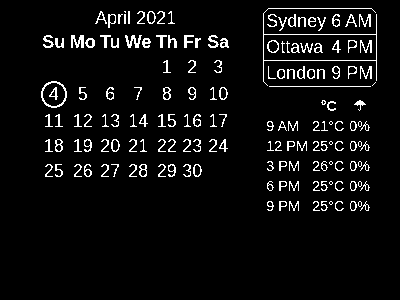 April 2021
Su Mo Tu We Th Fr Sa
1 2 3
4 5 6 7 8 9 10
11 12 13 14 15 16 17
18 19 20 21 22 23 24
25 26 27 28 29 30
Sydney 6 AM
Ottawa 4 PM
London 9 PM
°C ☂
9 AM 21°C 0%
12 PM 25°C 0%
3 PM 26°C 0%
6 PM 25°C 0%
9 PM 25°C 0%